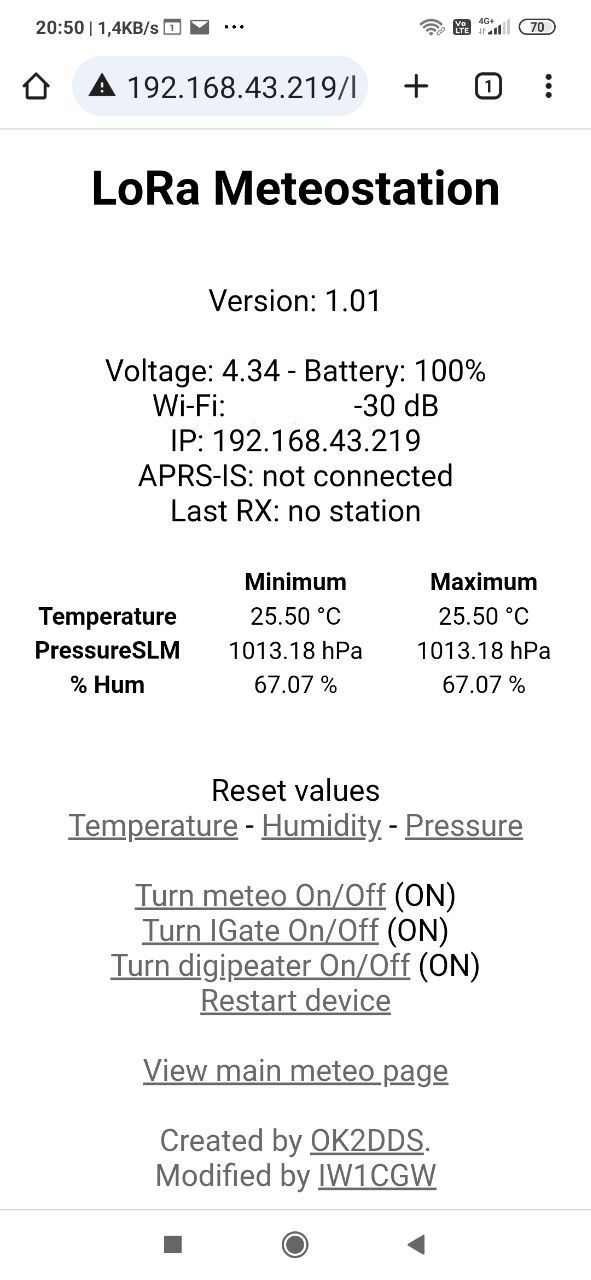 20:50 | 1,4KB/s 1 ...
Vo LTE 4G+ 70
192.168.43.219/l
1
LoRa Meteostation
Version: 1.01
Voltage: 4.34 - Battery: 100%
Wi-Fi: -30 dB
IP: 192.168.43.219
APRS-IS: not connected
Last RX: no station
Minimum Maximum
Temperature 25.50 °C 25.50 °C
PressureSLM 1013.18 hPa 1013.18 hPa
% Hum 67.07 % 67.07 %
Reset values
Temperature - Humidity - Pressure
Turn meteo On/Off (ON)
Turn IGate On/Off (ON)
Turn digipeater On/Off (ON)
Restart device
View main meteo page
Created by OK2DDS.
Modified by IW1CGW